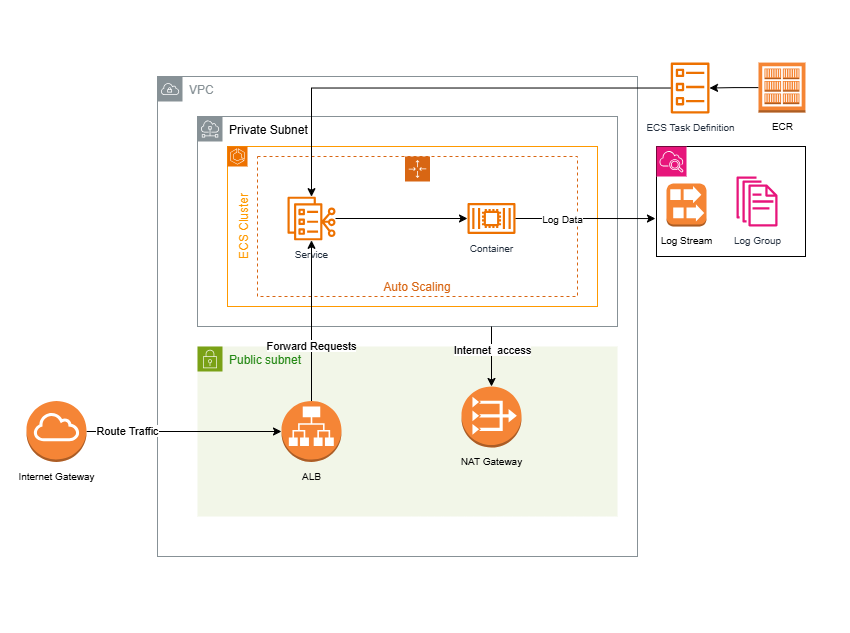 VPC
ECS Task Definition
ECR
Private Subnet
ECS Cluster
Service
Container
Log Data
Log Stream
Log Group
Auto Scaling
Forward Requests
Internet access
Public subnet
Route Traffic
Internet Gateway
ALB
NAT Gateway